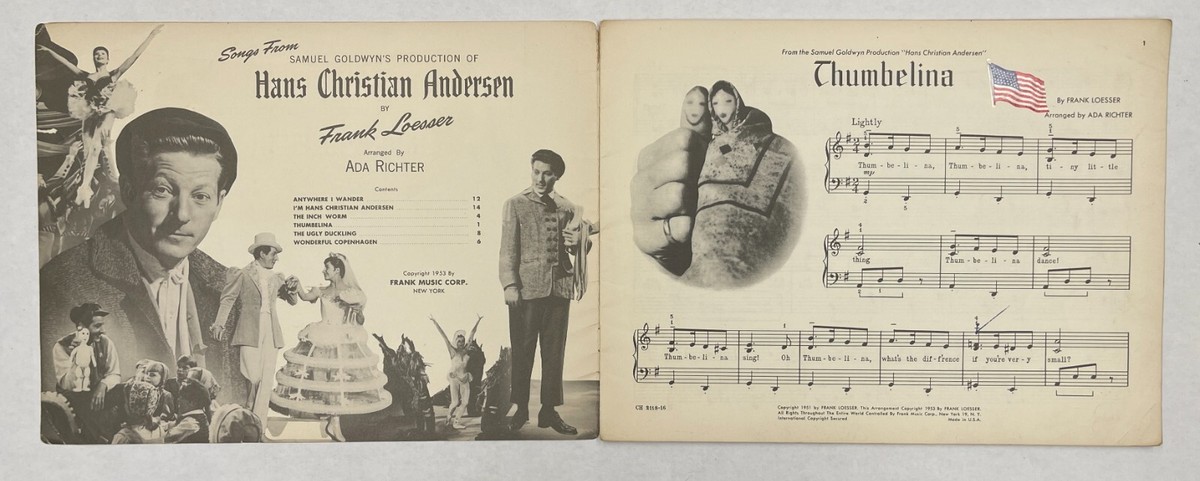 Songs From
SAMUEL GOLDWYN'S PRODUCTION OF
Hans Christian Andersen
BY
Frank Loesser
Arranged By
ADA RICHTER
Contents
ANYWHERE I WANDER 12
I'M HANS CHRISTIAN ANDERSEN 14
THE INCH WORM 4
THUMBELINA 1
THE UGLY DUCKLING 8
WONDERFUL COPENHAGEN 6
Copyright 1953 By
FRANK MUSIC CORP.
NEW YORK
1
From the Samuel Goldwyn Production "Hans Christian Andersen"
Thumbelina
By FRANK LOESSER
Arranged by ADA RICHTER
Lightly
Thum - be - li - na, Thum - be - li - na, ti - ny lit - tle
mp
thing Thum - be - li - na dance!
Thum - be - li - na sing! Oh Thum - be - li - na, what's the dif - f'rence if you're ver - y small?
Copyright 1951 by FRANK LOESSER. This Arrangement Copyright 1953 By FRANK LOESSER.
All Rights Throughout The Entire World Controlled By Frank Music Corp., New York 19, N. Y.
International Copyright Secured Made in U.S.A.